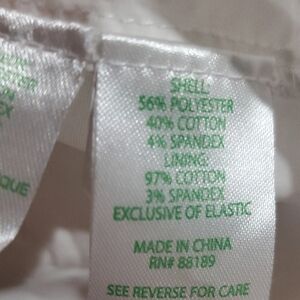 SHELL:
56% POLYESTER
40% COTTON
4% SPANDEX
LINING:
97% COTTON
3% SPANDEX
EXCLUSIVE OF ELASTIC
MADE IN CHINA
RN# 88189
SEE REVERSE FOR CARE